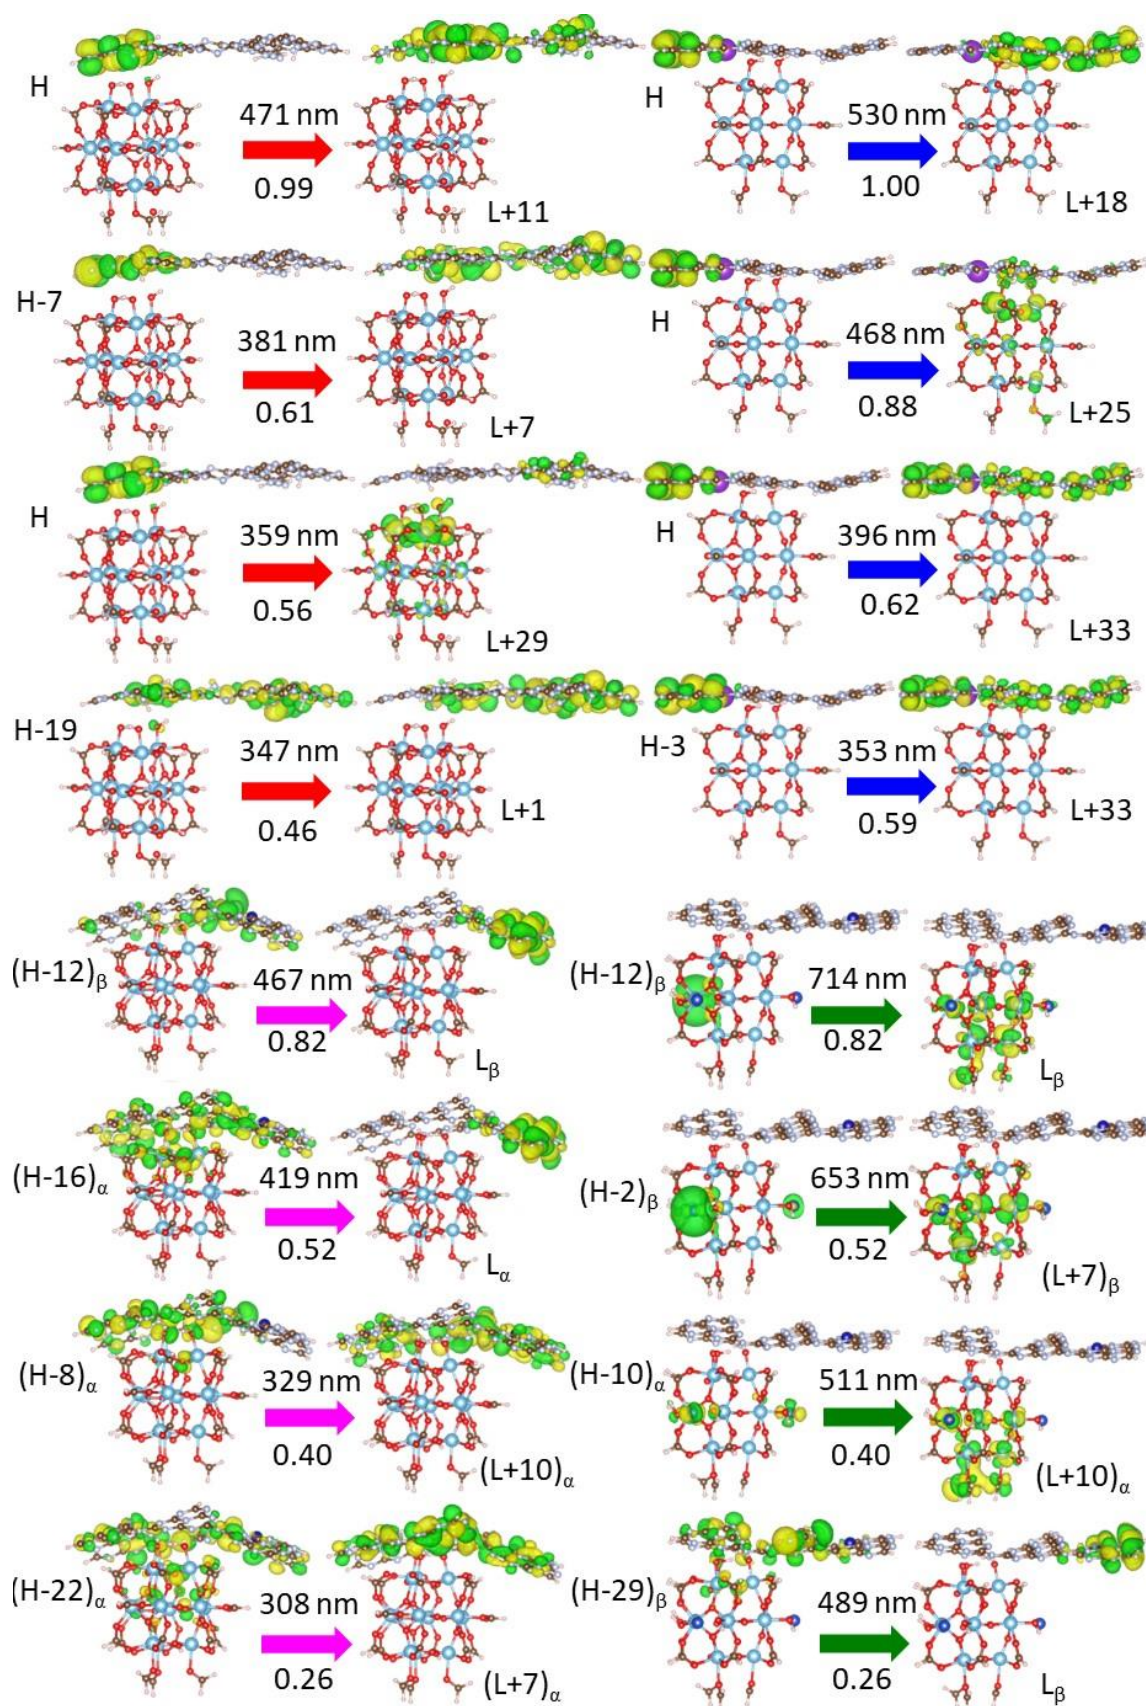 H
471 nm
0.99
L+11
H
530 nm
1.00
L+18
H-7
381 nm
0.61
L+7
H
468 nm
0.88
L+25
H
359 nm
0.56
L+29
H
396 nm
0.62
L+33
H-19
347 nm
0.46
L+1
H-3
353 nm
0.59
L+33
(H-12)β
467 nm
0.82
Lβ
(H-12)β
714 nm
0.82
Lβ
(H-16)α
419 nm
0.52
Lα
(H-2)β
653 nm
0.52
(L+7)β
(H-8)α
329 nm
0.40
(L+10)α
(H-10)α
511 nm
0.40
(L+10)α
(H-22)α
308 nm
0.26
(L+7)α
(H-29)β
489 nm
0.26
Lβ